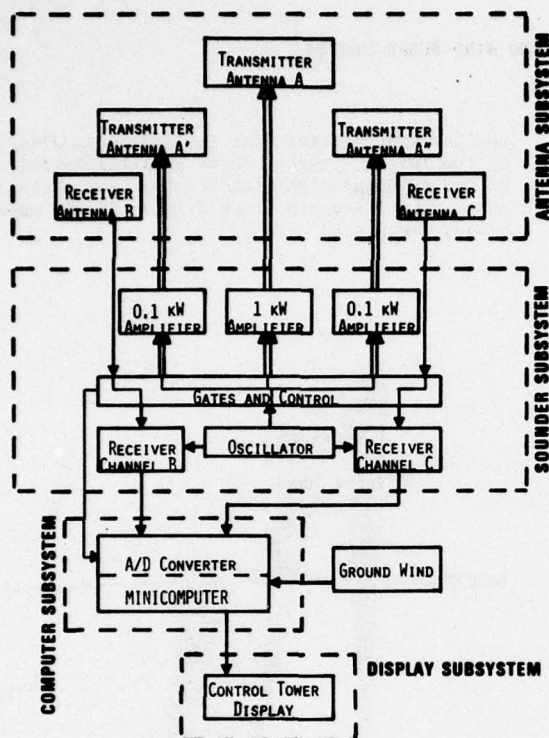 TRANSMITTER
ANTENNA A
TRANSMITTER
ANTENNA A'
TRANSMITTER
ANTENNA A"
RECEIVER
ANTENNA B
RECEIVER
ANTENNA C
ANTENNA SUBSYSTEM
0.1 KW
AMPLIFIER
1 KW
AMPLIFIER
0.1 KW
AMPLIFIER
GATES AND CONTROL
RECEIVER
CHANNEL B
OSCILLATOR
RECEIVER
CHANNEL C
SOUNDER SUBSYSTEM
A/D CONVERTER
MINICOMPUTER
GROUND WIND
COMPUTER SUBSYSTEM
CONTROL TOWER
DISPLAY
DISPLAY SUBSYSTEM